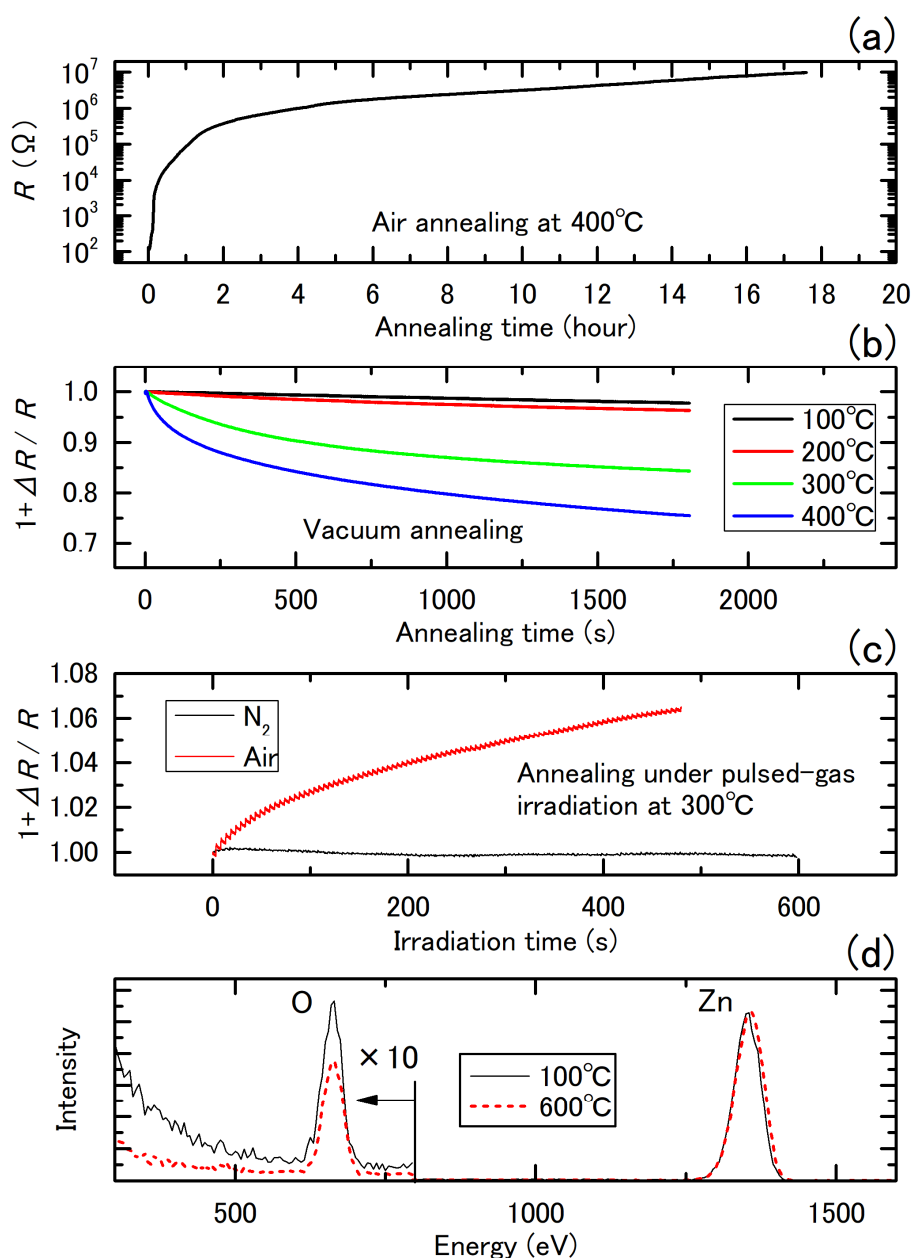 (a)
10⁷
10⁶
10⁵
10⁴
10³
10²
R (Ω)
Air annealing at 400℃
0 2 4 6 8 10 12 14 16 18 20
Annealing time (hour)
(b)
1.0
0.9
0.8
0.7
1+ΔR/R
100℃
200℃
300℃
400℃
Vacuum annealing
0 500 1000 1500 2000
Annealing time (s)
(c)
1.08
1.06
1.04
1.02
1.00
1+ΔR/R
N₂
Air
Annealing under pulsed-gas
irradiation at 300℃
0 200 400 600
Irradiation time (s)
(d)
O
Zn
×10
100℃
600℃
Intensity
500 1000 1500
Energy (eV)